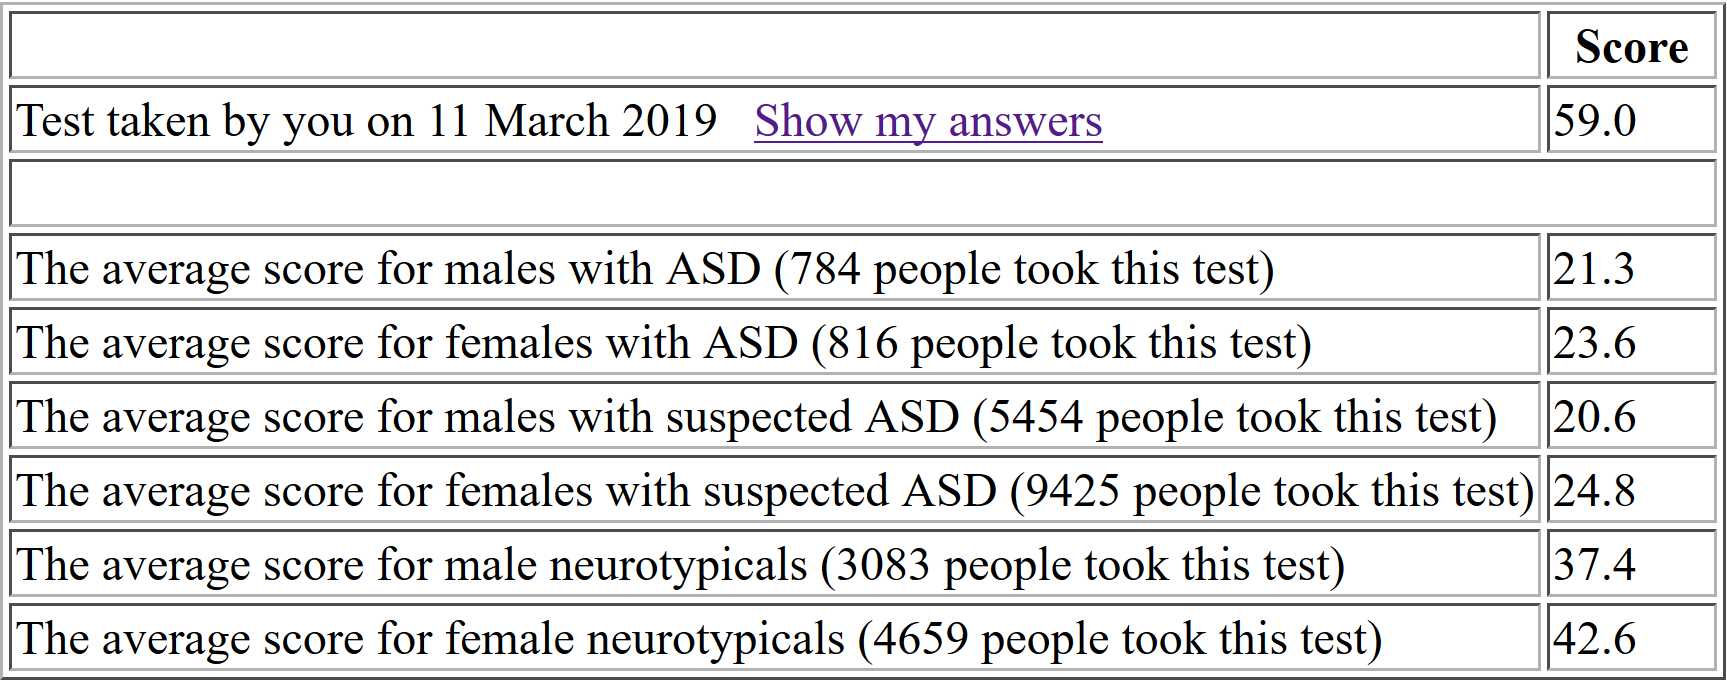 Score
Test taken by you on 11 March 2019 Show my answers 59.0
The average score for males with ASD (784 people took this test) 21.3
The average score for females with ASD (816 people took this test) 23.6
The average score for males with suspected ASD (5454 people took this test) 20.6
The average score for females with suspected ASD (9425 people took this test) 24.8
The average score for male neurotypicals (3083 people took this test) 37.4
The average score for female neurotypicals (4659 people took this test) 42.6